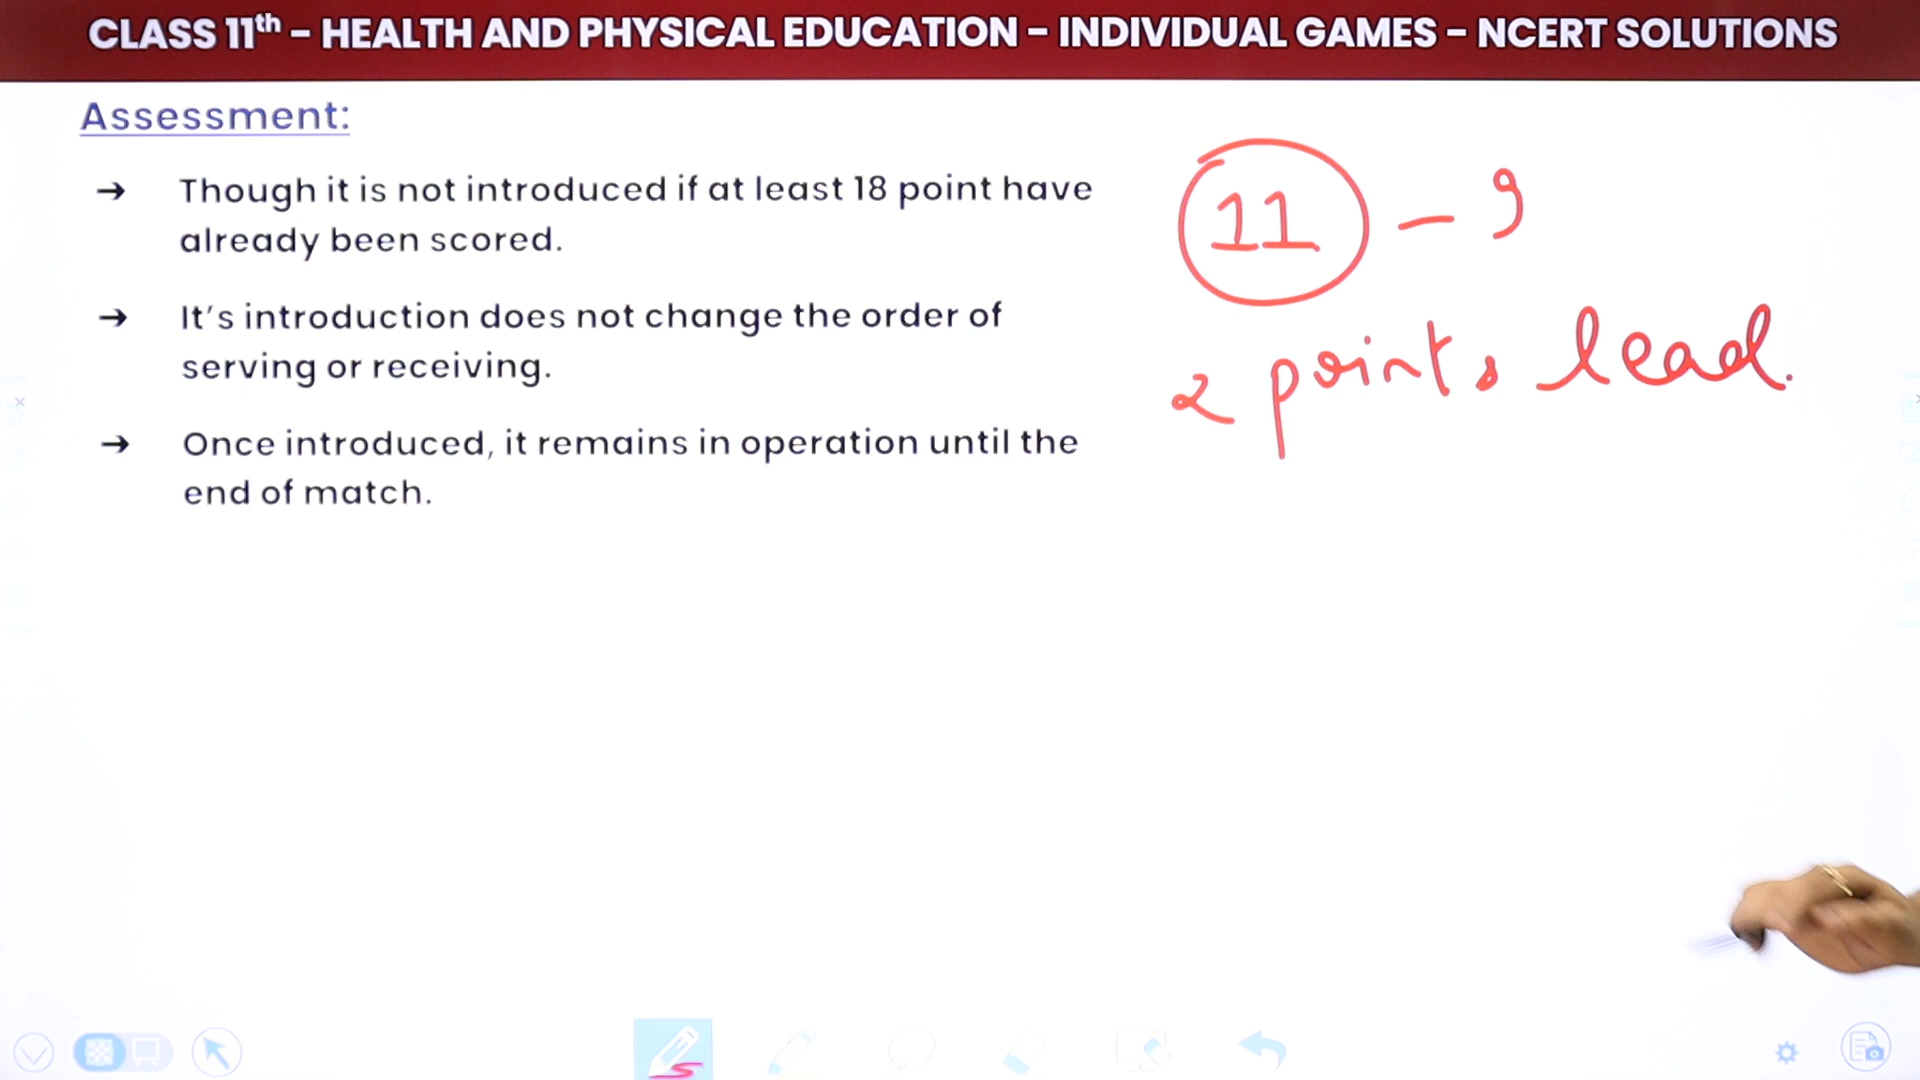 CLASS 11th – HEALTH AND PHYSICAL EDUCATION – INDIVIDUAL GAMES – NCERT SOLUTIONS
Assessment:
→ Though it is not introduced if at least 18 point have
already been scored.
→ It's introduction does not change the order of
serving or receiving.
→ Once introduced, it remains in operation until the
end of match.
11 – 9
2 points lead.